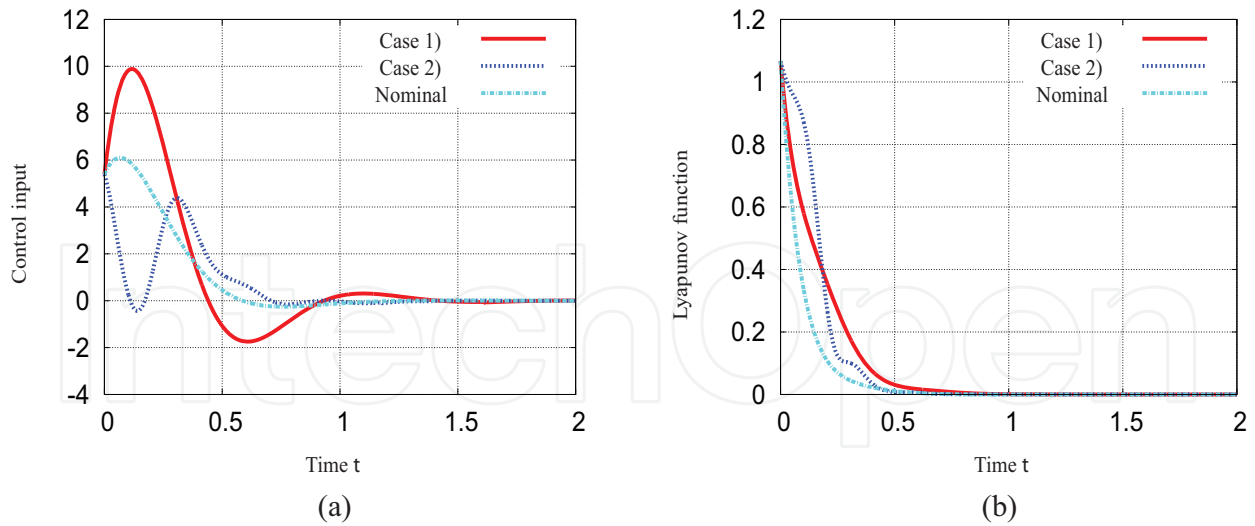 12
10
8
6
4
2
0
-2
-4
Control input
Case 1)
Case 2)
Nominal
0
0.5
1
1.5
2
Time t
(a)
1.2
1
0.8
0.6
0.4
0.2
0
Lyapunov function
Case 1)
Case 2)
Nominal
0
0.5
1
1.5
2
Time t
(b)
IntechOpen